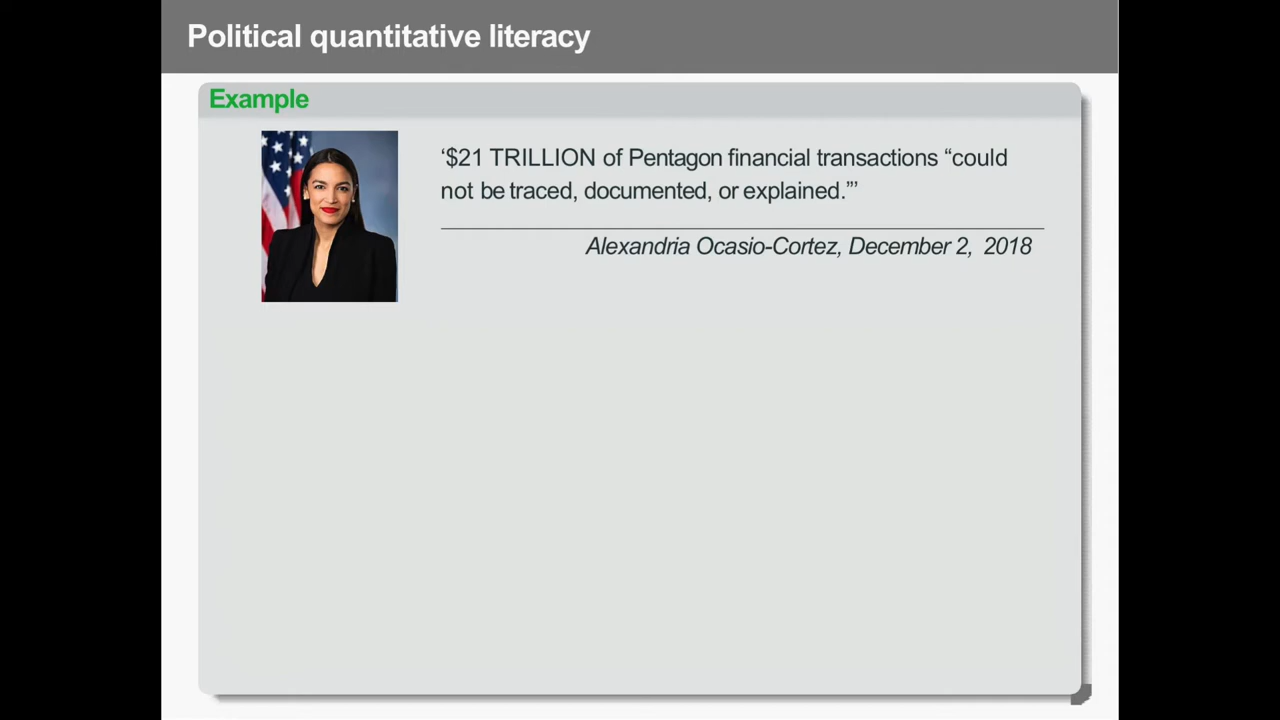 Political quantitative literacy
Example
‘$21 TRILLION of Pentagon financial transactions “could
not be traced, documented, or explained.”’
Alexandria Ocasio-Cortez, December 2, 2018